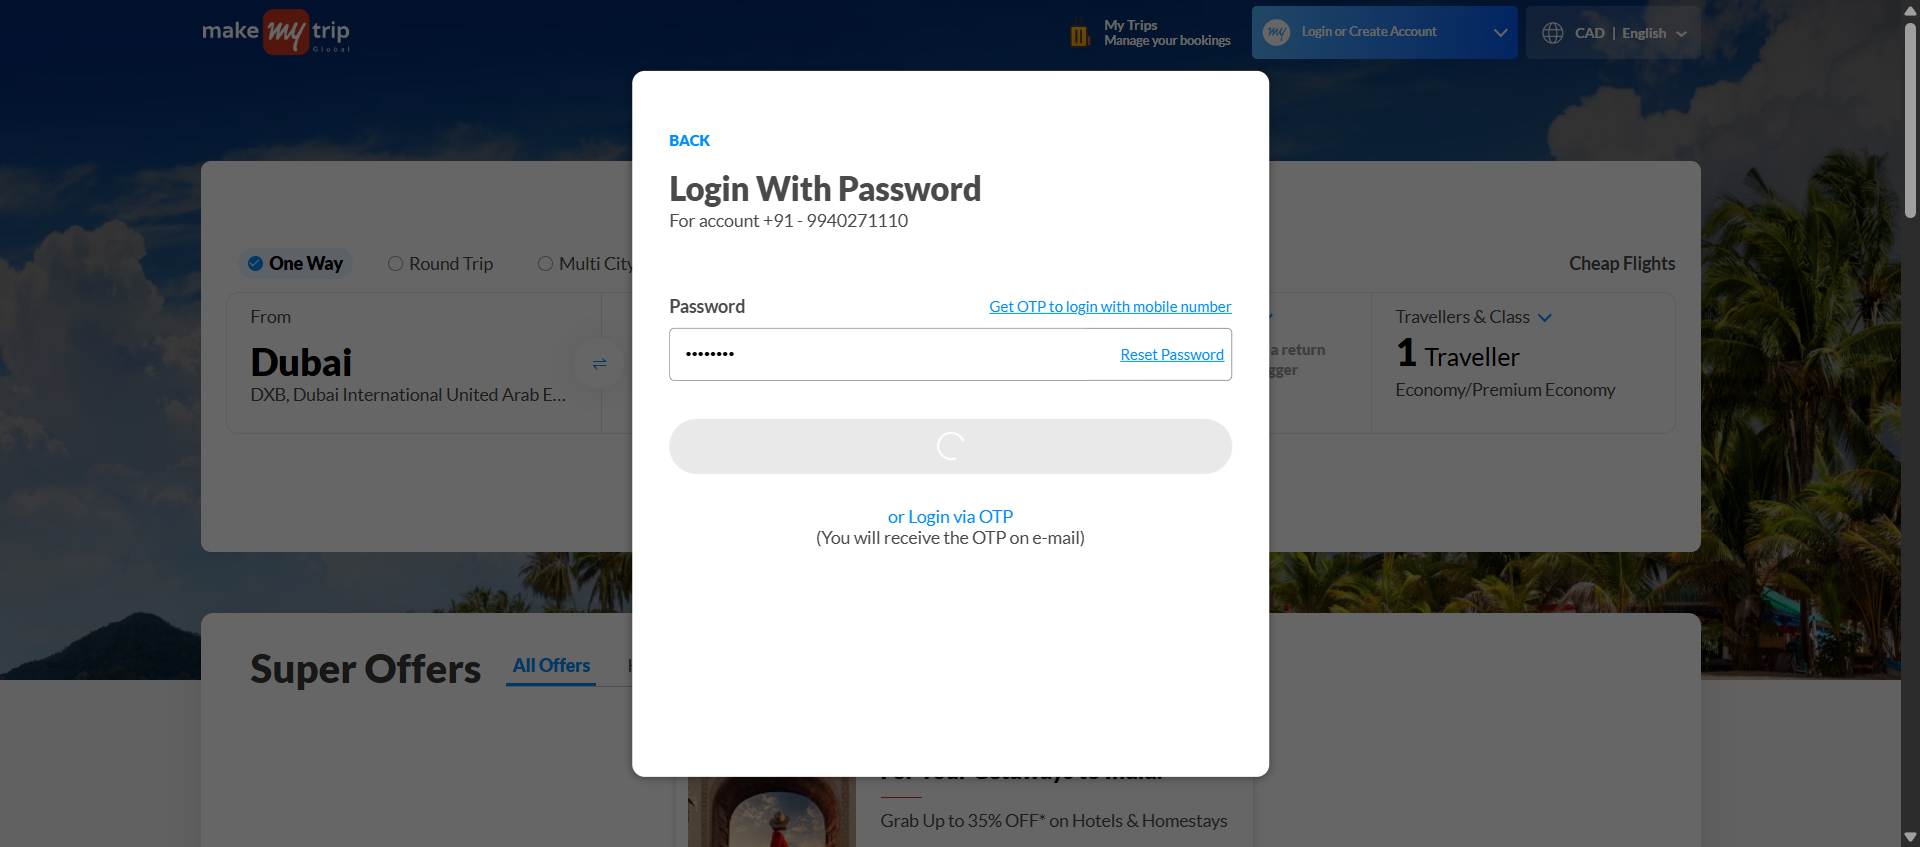 make my trip
Global
My Trips
Manage your bookings
my
Login or Create Account
CAD | English
BACK
Login With Password
For account +91 - 9940271110
One Way
Round Trip
Multi City
Cheap Flights
Password
Get OTP to login with mobile number
Reset Password
From
Dubai
DXB, Dubai International United Arab E...
a return
gger
Travellers & Class
1 Traveller
Economy/Premium Economy
or Login via OTP
(You will receive the OTP on e-mail)
Super Offers
All Offers
Grab Up to 35% OFF* on Hotels & Homestays